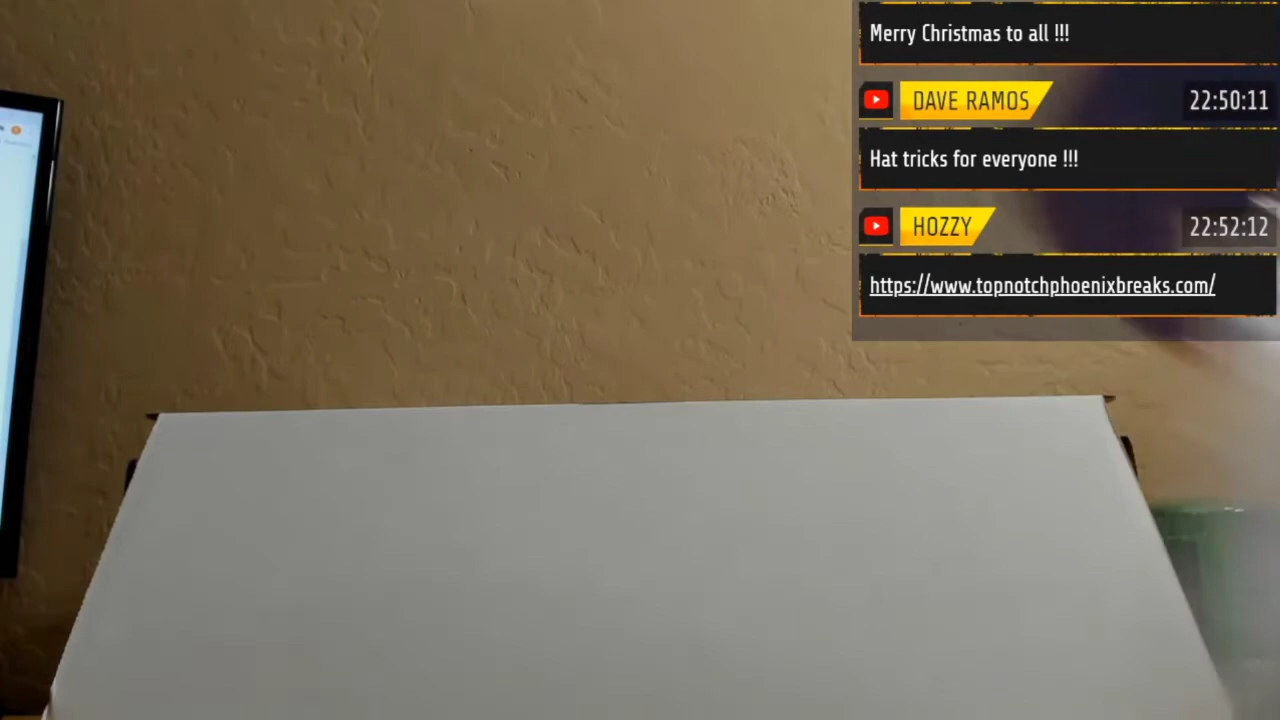 Merry Christmas to all !!!
DAVE RAMOS 22:50:11
Hat tricks for everyone !!!
HOZZY 22:52:12
https://www.topnotchphoenixbreaks.com/